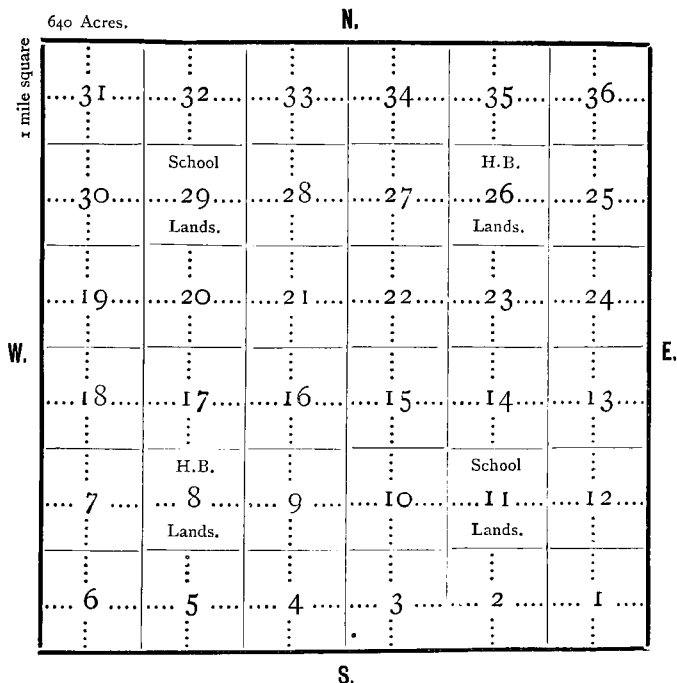 640 Acres.
N.
1 mile square
31 32 33 34 35 36
School H.B.
30 29 28 27 26 25
Lands. Lands.
19 20 21 22 23 24
W. E.
18 17 16 15 14 13
H.B. School
7 8 9 10 11 12
Lands. Lands.
6 5 4 3 2 1
S.